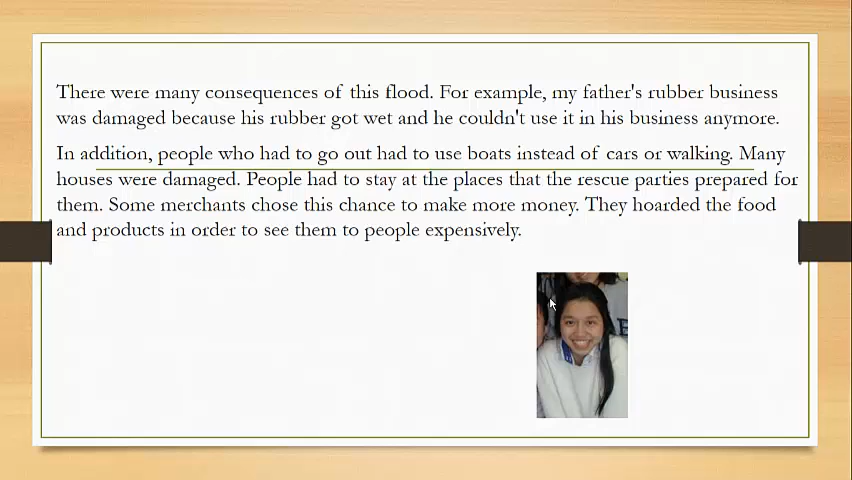 There were many consequences of this flood. For example, my father's rubber business
was damaged because his rubber got wet and he couldn't use it in his business anymore.
In addition, people who had to go out had to use boats instead of cars or walking. Many
houses were damaged. People had to stay at the places that the rescue parties prepared for
them. Some merchants chose this chance to make more money. They hoarded the food
and products in order to see them to people expensively.